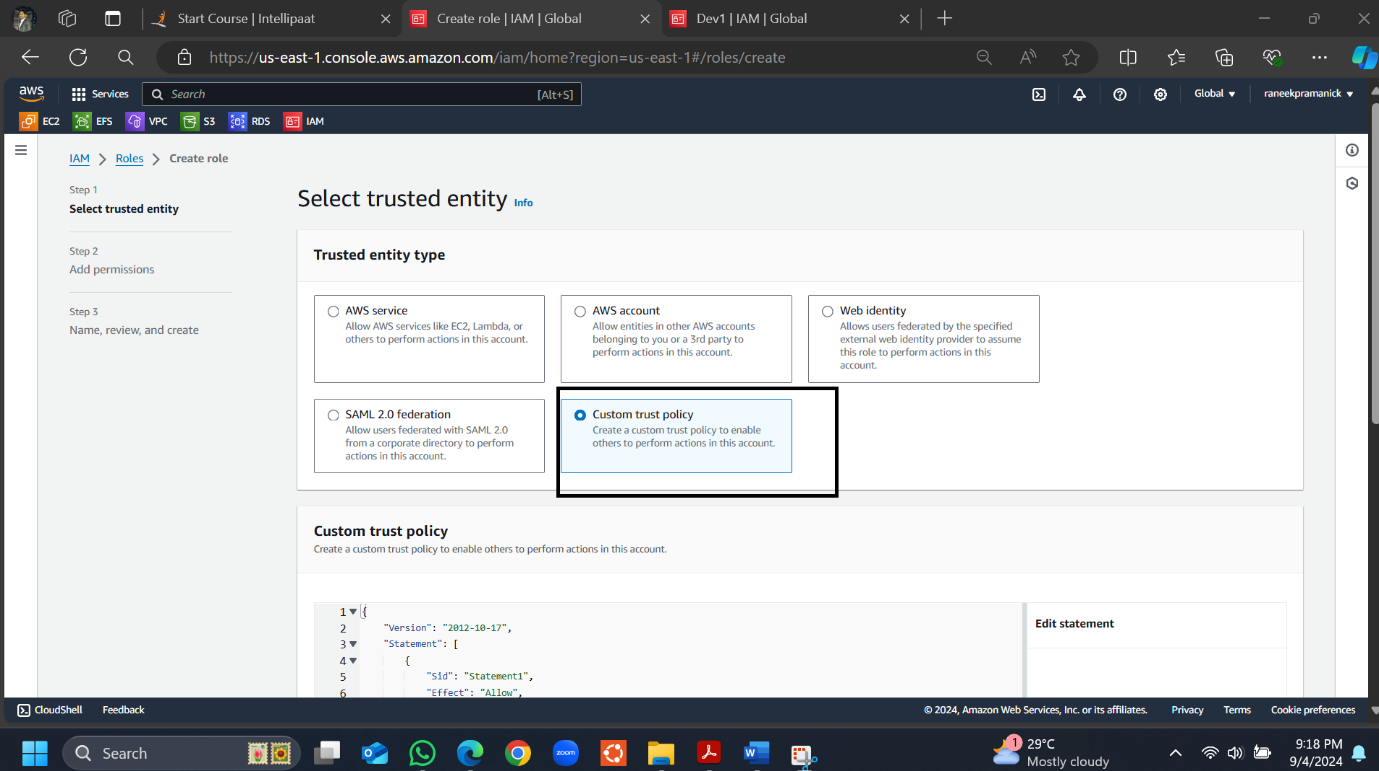 Start Course | Intellipaat
Create role | IAM | Global
Dev1 | IAM | Global
https://us-east-1.console.aws.amazon.com/iam/home?region=us-east-1#/roles/create
aws
Services
Search
[Alt+S]
Global
raneekpramanick
EC2
EFS
VPC
S3
RDS
IAM
IAM
Roles
Create role
Step 1
Select trusted entity
Step 2
Add permissions
Step 3
Name, review, and create
Select trusted entity Info
Trusted entity type
AWS service
Allow AWS services like EC2, Lambda, or
others to perform actions in this account.
AWS account
Allow entities in other AWS accounts
belonging to you or a 3rd party to
perform actions in this account.
Web identity
Allows users federated by the specified
external web identity provider to assume
this role to perform actions in this
account.
SAML 2.0 federation
Allow users federated with SAML 2.0
from a corporate directory to perform
actions in this account.
Custom trust policy
Create a custom trust policy to enable
others to perform actions in this account.
Custom trust policy
Create a custom trust policy to enable others to perform actions in this account.
1 {
2 "Version": "2012-10-17",
3 "Statement": [
4 {
5 "Sid": "Statement1",
6 "Effect": "Allow",
Edit statement
CloudShell
Feedback
© 2024, Amazon Web Services, Inc. or its affiliates.
Privacy
Terms
Cookie preferences
Search
zoom
1
29°C
Mostly cloudy
9:18 PM
9/4/2024